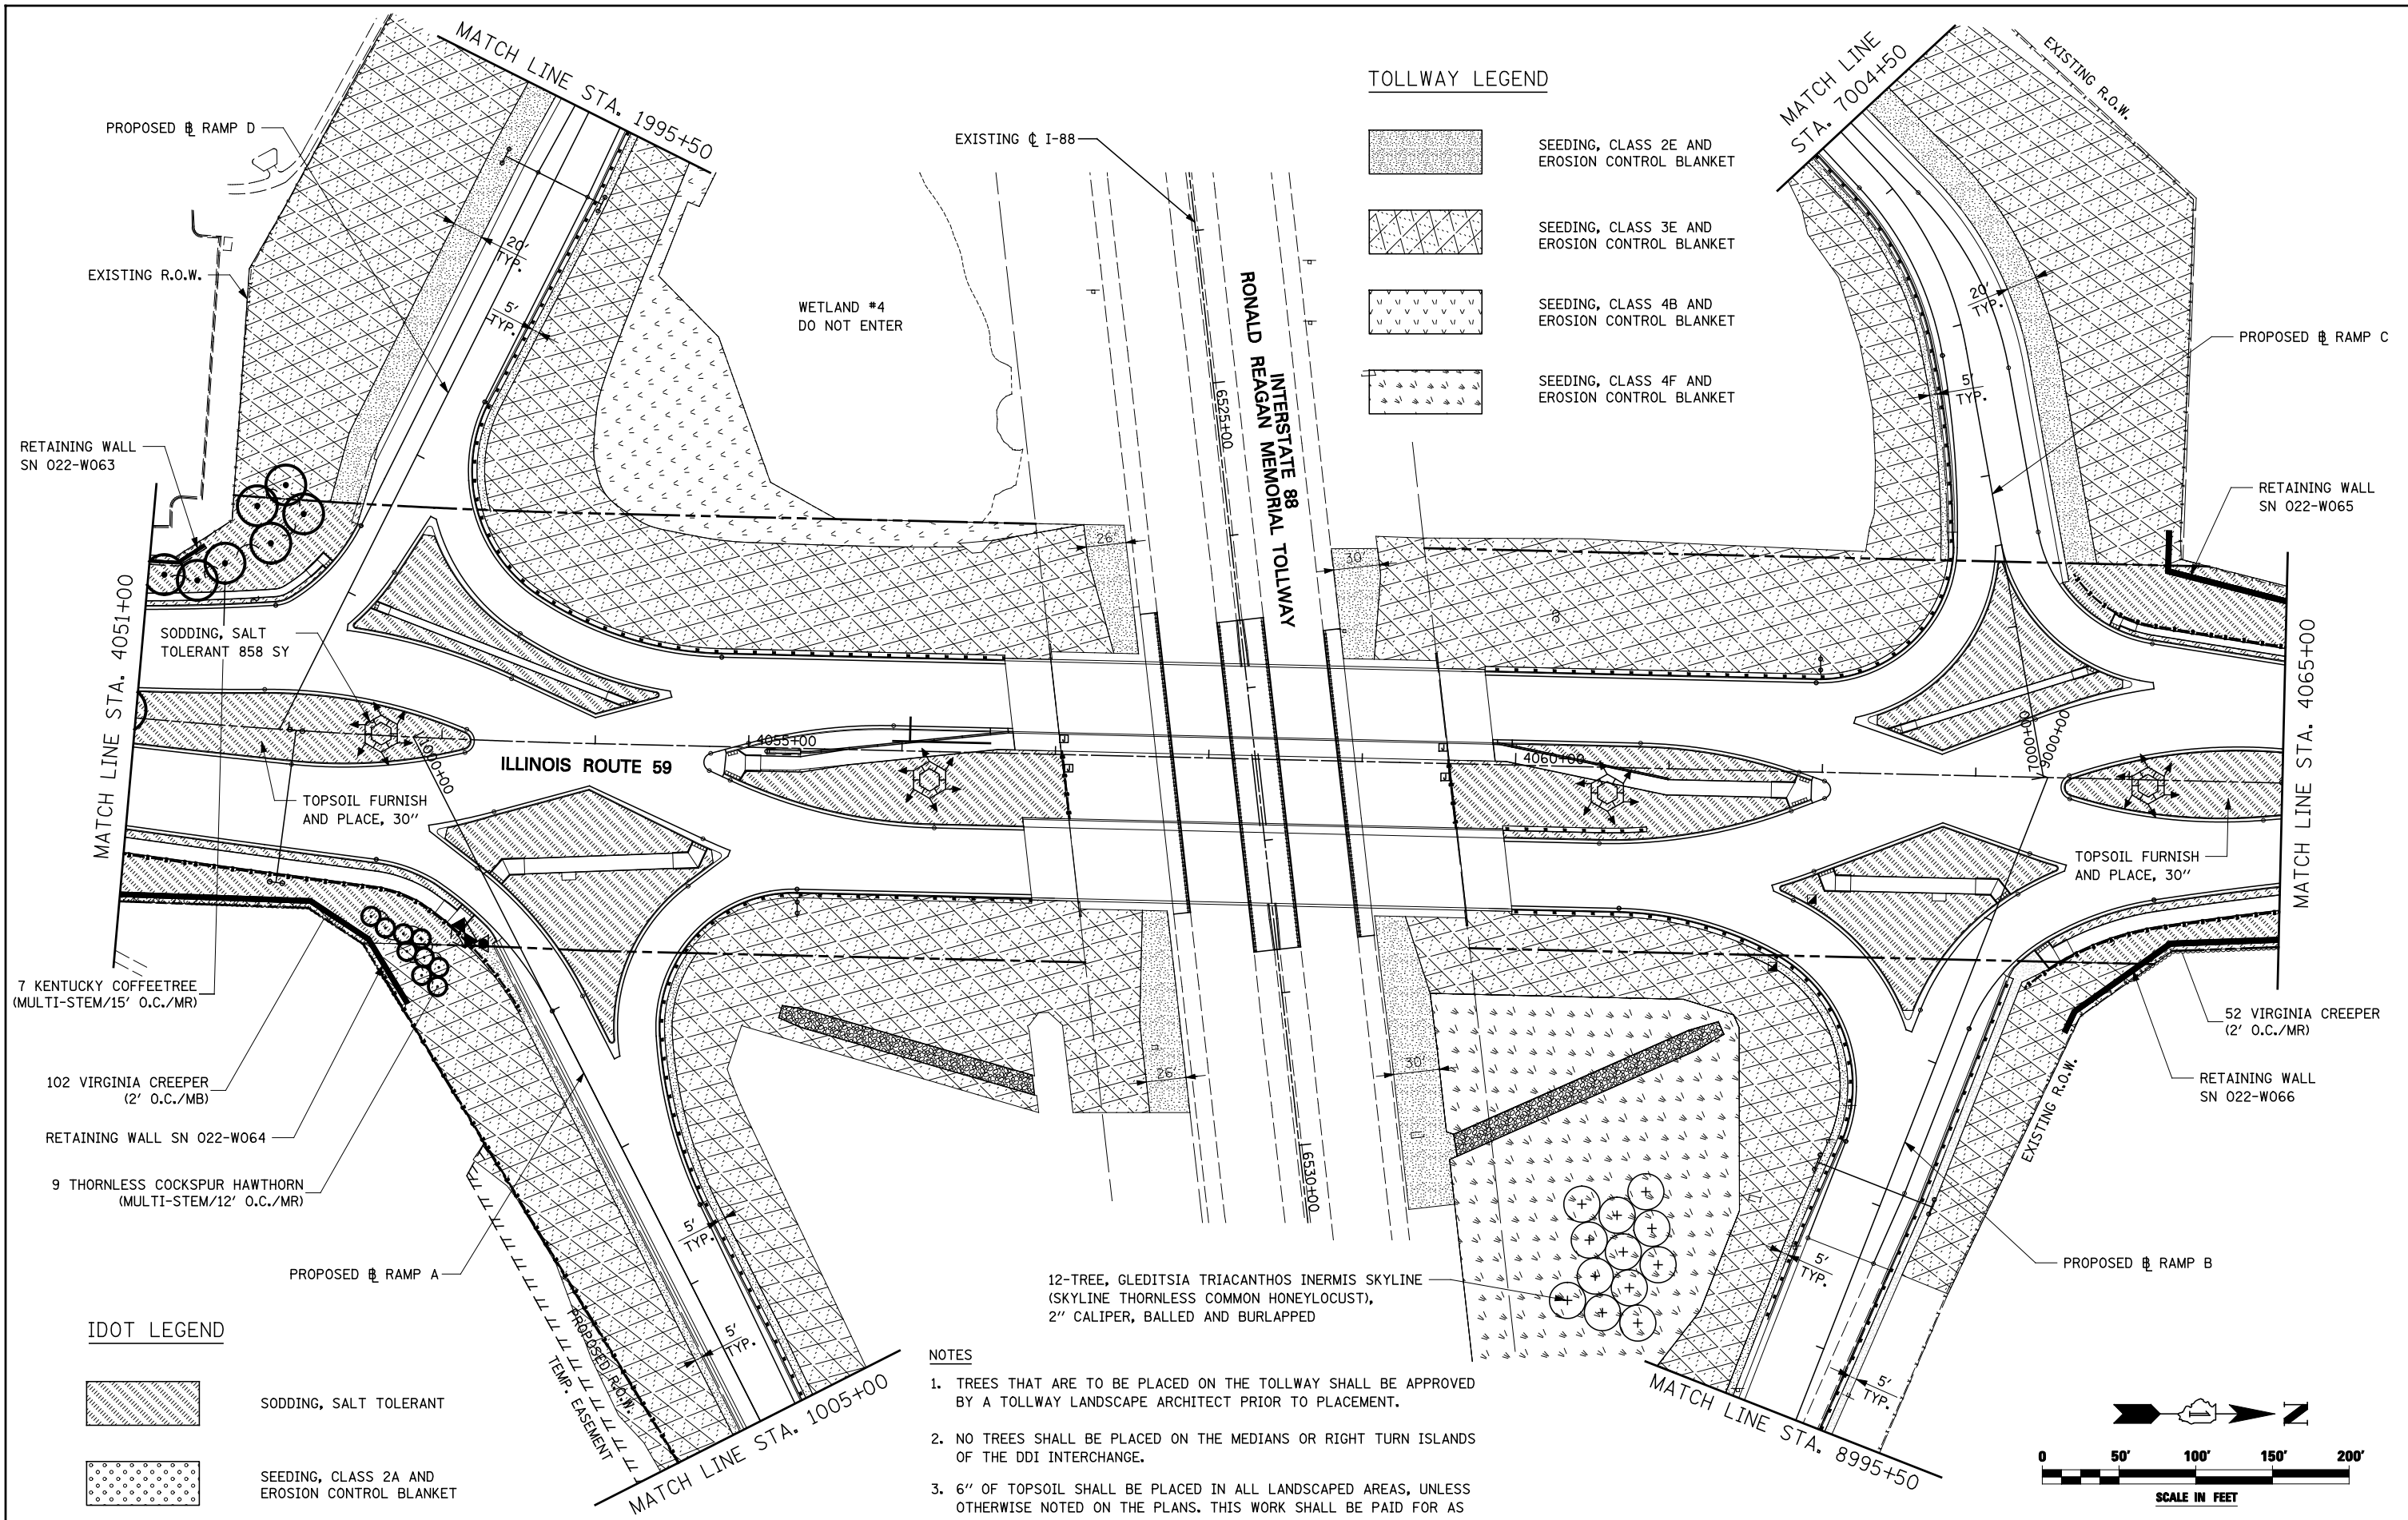 MATCH LINE STA. 1995+50
PROPOSED ⅊ RAMP D
EXISTING R.O.W.
RETAINING WALL
SN 022-W063
20'
TYP.
5'
TYP.
WETLAND #4
DO NOT ENTER
EXISTING ℄ I-88
6525+00
INTERSTATE 88
RONALD REAGAN MEMORIAL TOLLWAY
6530+00
TOLLWAY LEGEND
SEEDING, CLASS 2E AND
EROSION CONTROL BLANKET
SEEDING, CLASS 3E AND
EROSION CONTROL BLANKET
SEEDING, CLASS 4B AND
EROSION CONTROL BLANKET
SEEDING, CLASS 4F AND
EROSION CONTROL BLANKET
MATCH LINE
STA. 7004+50
EXISTING R.O.W.
20'
TYP.
5'
TYP.
PROPOSED ⅊ RAMP C
RETAINING WALL
SN 022-W065
26'
30'
MATCH LINE STA. 4051+00
SODDING, SALT
TOLERANT 858 SY
1000+00
ILLINOIS ROUTE 59
4055+00
4060+00
7000+00
9000+00
MATCH LINE STA. 4065+00
TOPSOIL FURNISH
AND PLACE, 30"
TOPSOIL FURNISH
AND PLACE, 30"
7 KENTUCKY COFFEETREE
(MULTI-STEM/15' O.C./MR)
102 VIRGINIA CREEPER
(2' O.C./MB)
RETAINING WALL SN 022-W064
9 THORNLESS COCKSPUR HAWTHORN
(MULTI-STEM/12' O.C./MR)
PROPOSED ⅊ RAMP A
5'
TYP.
5'
TYP.
PROPOSED R.O.W.
TEMP. EASEMENT
MATCH LINE STA. 1005+00
26'
30'
52 VIRGINIA CREEPER
(2' O.C./MR)
RETAINING WALL
SN 022-W066
EXISTING R.O.W.
PROPOSED ⅊ RAMP B
5'
TYP.
5'
TYP.
MATCH LINE STA. 8995+50
12-TREE, GLEDITSIA TRIACANTHOS INERMIS SKYLINE
(SKYLINE THORNLESS COMMON HONEYLOCUST),
2" CALIPER, BALLED AND BURLAPPED
IDOT LEGEND
SODDING, SALT TOLERANT
SEEDING, CLASS 2A AND
EROSION CONTROL BLANKET
NOTES
1. TREES THAT ARE TO BE PLACED ON THE TOLLWAY SHALL BE APPROVED
BY A TOLLWAY LANDSCAPE ARCHITECT PRIOR TO PLACEMENT.
2. NO TREES SHALL BE PLACED ON THE MEDIANS OR RIGHT TURN ISLANDS
OF THE DDI INTERCHANGE.
3. 6" OF TOPSOIL SHALL BE PLACED IN ALL LANDSCAPED AREAS, UNLESS
OTHERWISE NOTED ON THE PLANS. THIS WORK SHALL BE PAID FOR AS
N
0 50' 100' 150' 200'
SCALE IN FEET